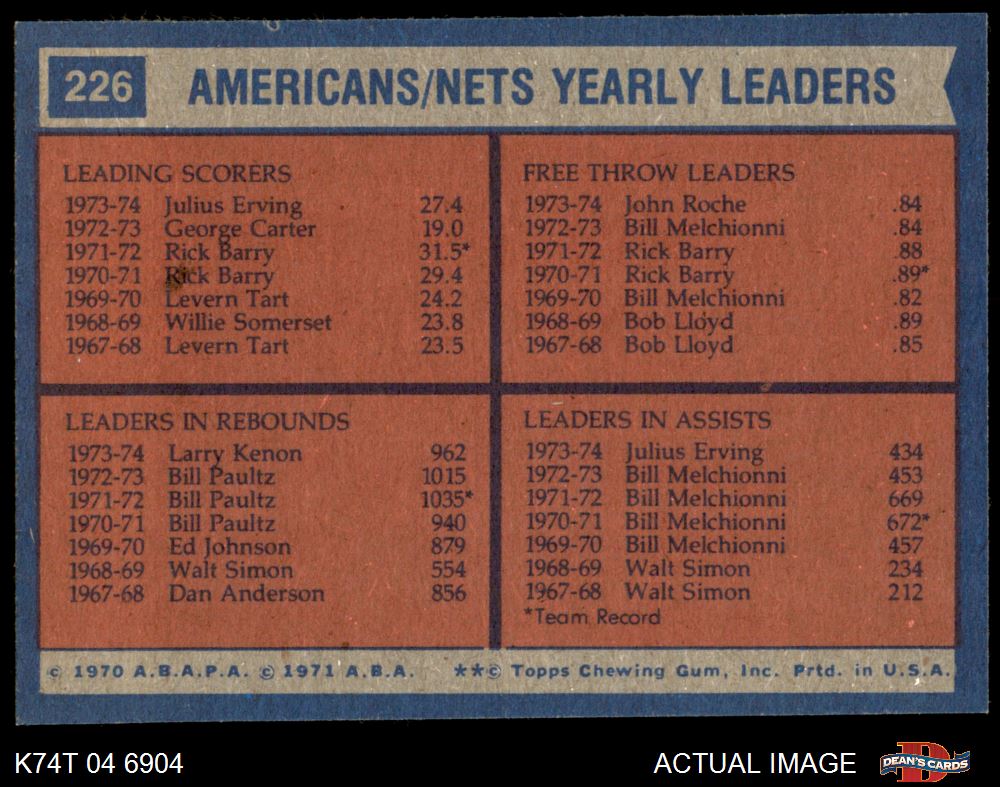 226 AMERICANS/NETS YEARLY LEADERS
LEADING SCORERS
1973-74 Julius Erving 27.4
1972-73 George Carter 19.0
1971-72 Rick Barry 31.5*
1970-71 Rick Barry 29.4
1969-70 Levern Tart 24.2
1968-69 Willie Somerset 23.8
1967-68 Levern Tart 23.5
FREE THROW LEADERS
1973-74 John Roche .84
1972-73 Bill Melchionni .84
1971-72 Rick Barry .88
1970-71 Rick Barry .89*
1969-70 Bill Melchionni .82
1968-69 Bob Lloyd .89
1967-68 Bob Lloyd .85
LEADERS IN REBOUNDS
1973-74 Larry Kenon 962
1972-73 Bill Paultz 1015
1971-72 Bill Paultz 1035*
1970-71 Bill Paultz 940
1969-70 Ed Johnson 879
1968-69 Walt Simon 554
1967-68 Dan Anderson 856
LEADERS IN ASSISTS
1973-74 Julius Erving 434
1972-73 Bill Melchionni 453
1971-72 Bill Melchionni 669
1970-71 Bill Melchionni 672*
1969-70 Bill Melchionni 457
1968-69 Walt Simon 234
1967-68 Walt Simon 212
*Team Record
© 1970 A.B.A.P.A. © 1971 A.B.A. **© Topps Chewing Gum, Inc. Prtd. in U.S.A.
K74T 04 6904 ACTUAL IMAGE DEAN'S CARDS